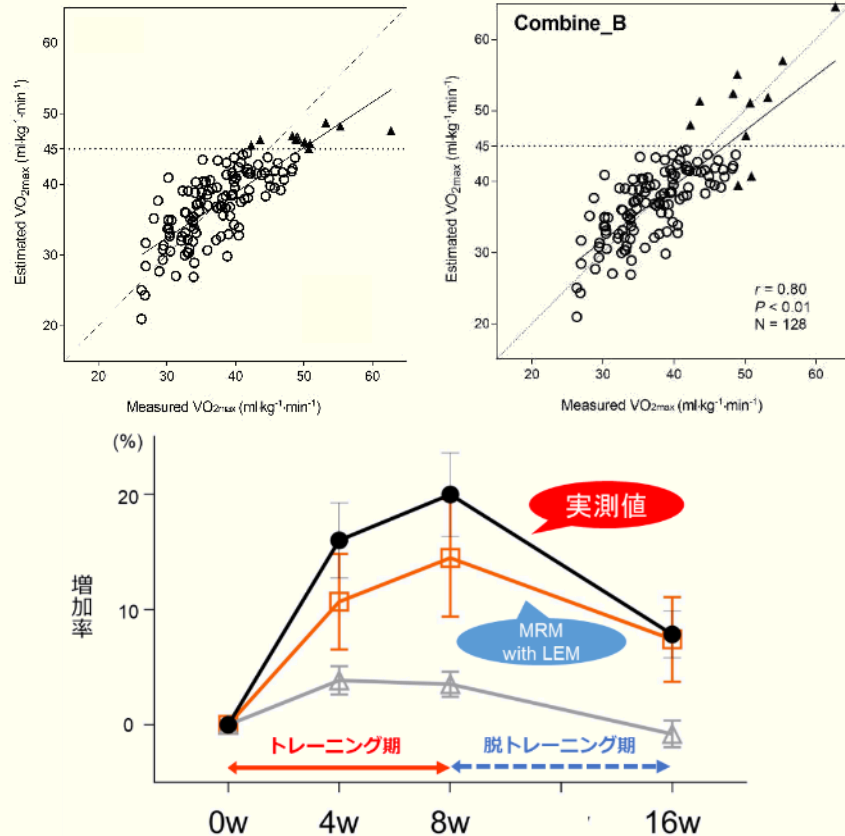 60
50
45
40
30
20
Estimated VO2max (ml·kg-1·min-1)
20
30
40
50
60
Measured VO2max (ml·kg-1·min-1)
Combine_B
60
50
45
40
30
20
Estimated VO2max (ml·kg-1·min-1)
r = 0.80
P < 0.01
N = 128
20
30
40
50
60
Measured VO2max (ml·kg-1·min-1)
(%)
20
10
0
増加率
実測値
MRM
with LEM
トレーニング期
脱トレーニング期
0w
4w
8w
16w